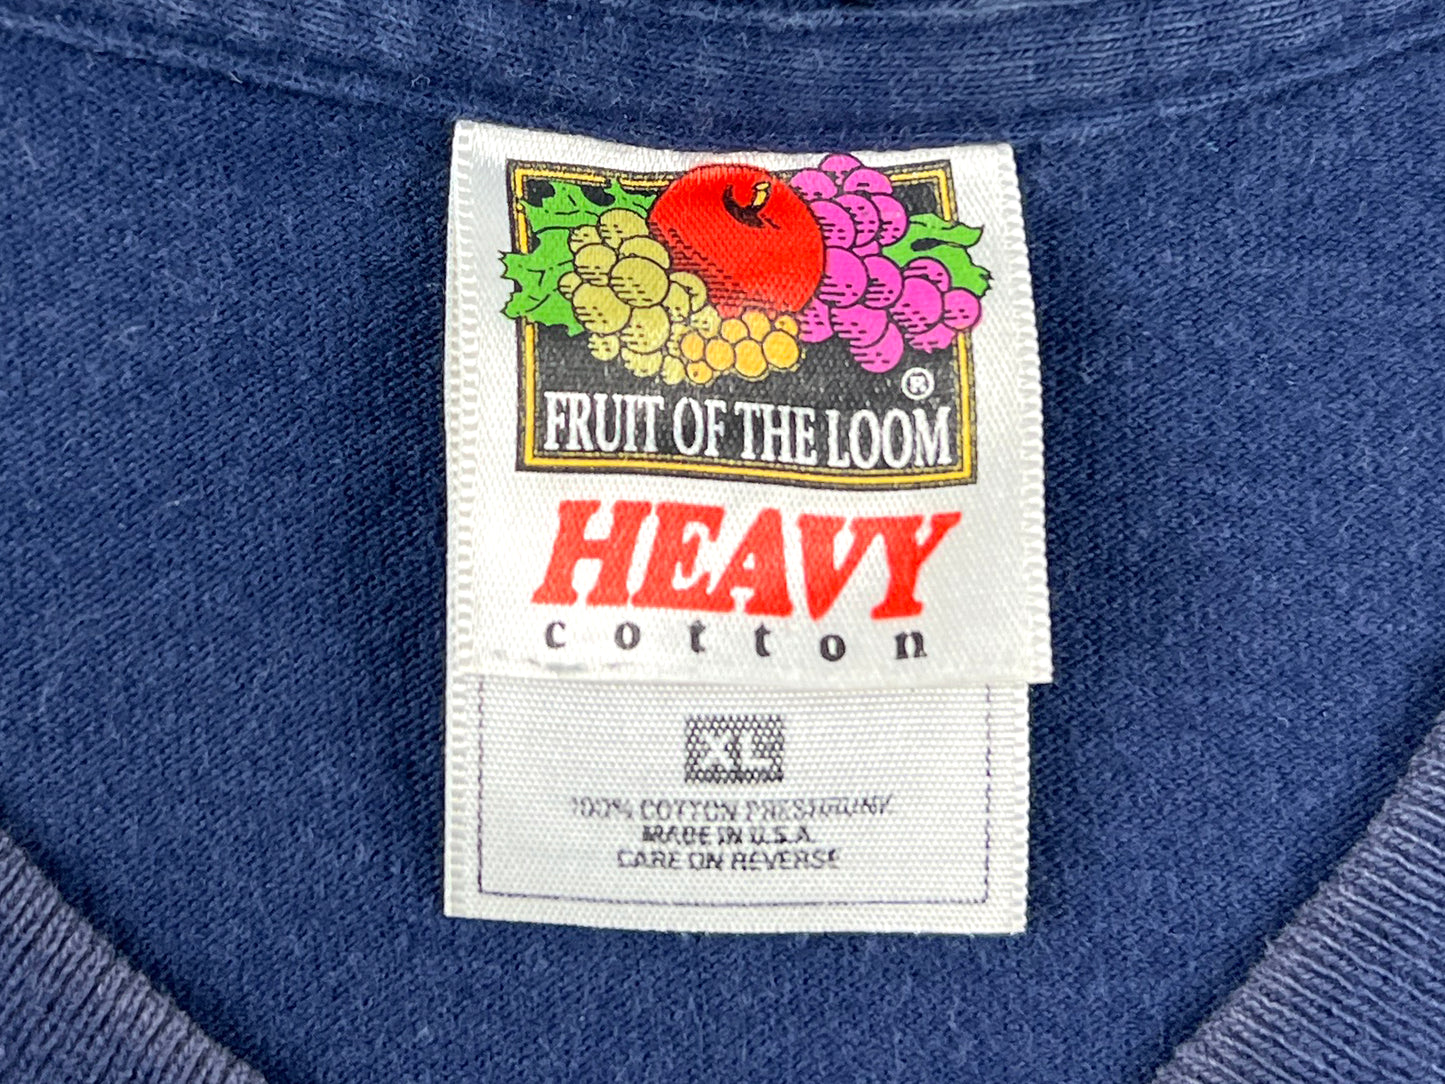 ®
FRUIT OF THE LOOM
HEAVY
cotton
XL
100% COTTON PRESHRUNK
MADE IN U.S.A.
CARE ON REVERSE